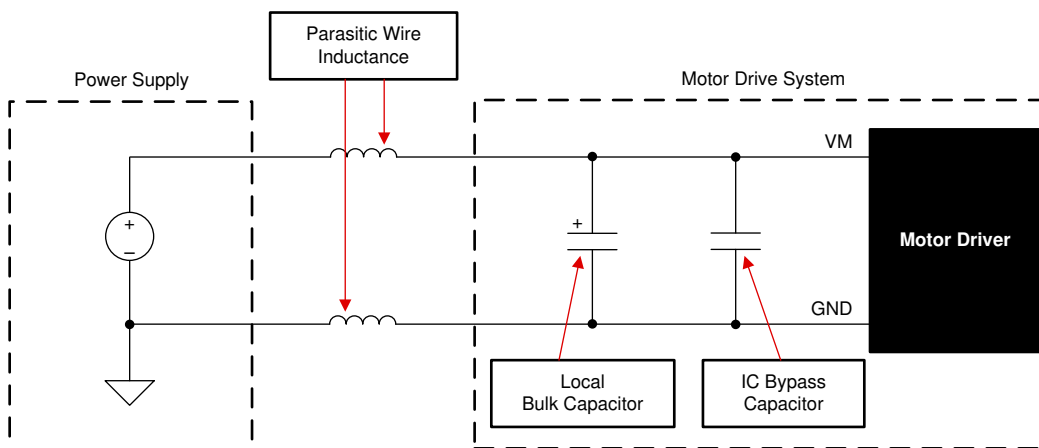 Parasitic Wire
Inductance
Power Supply
Motor Drive System
VM
+
–
+
Motor Driver
GND
Local
Bulk Capacitor
IC Bypass
Capacitor